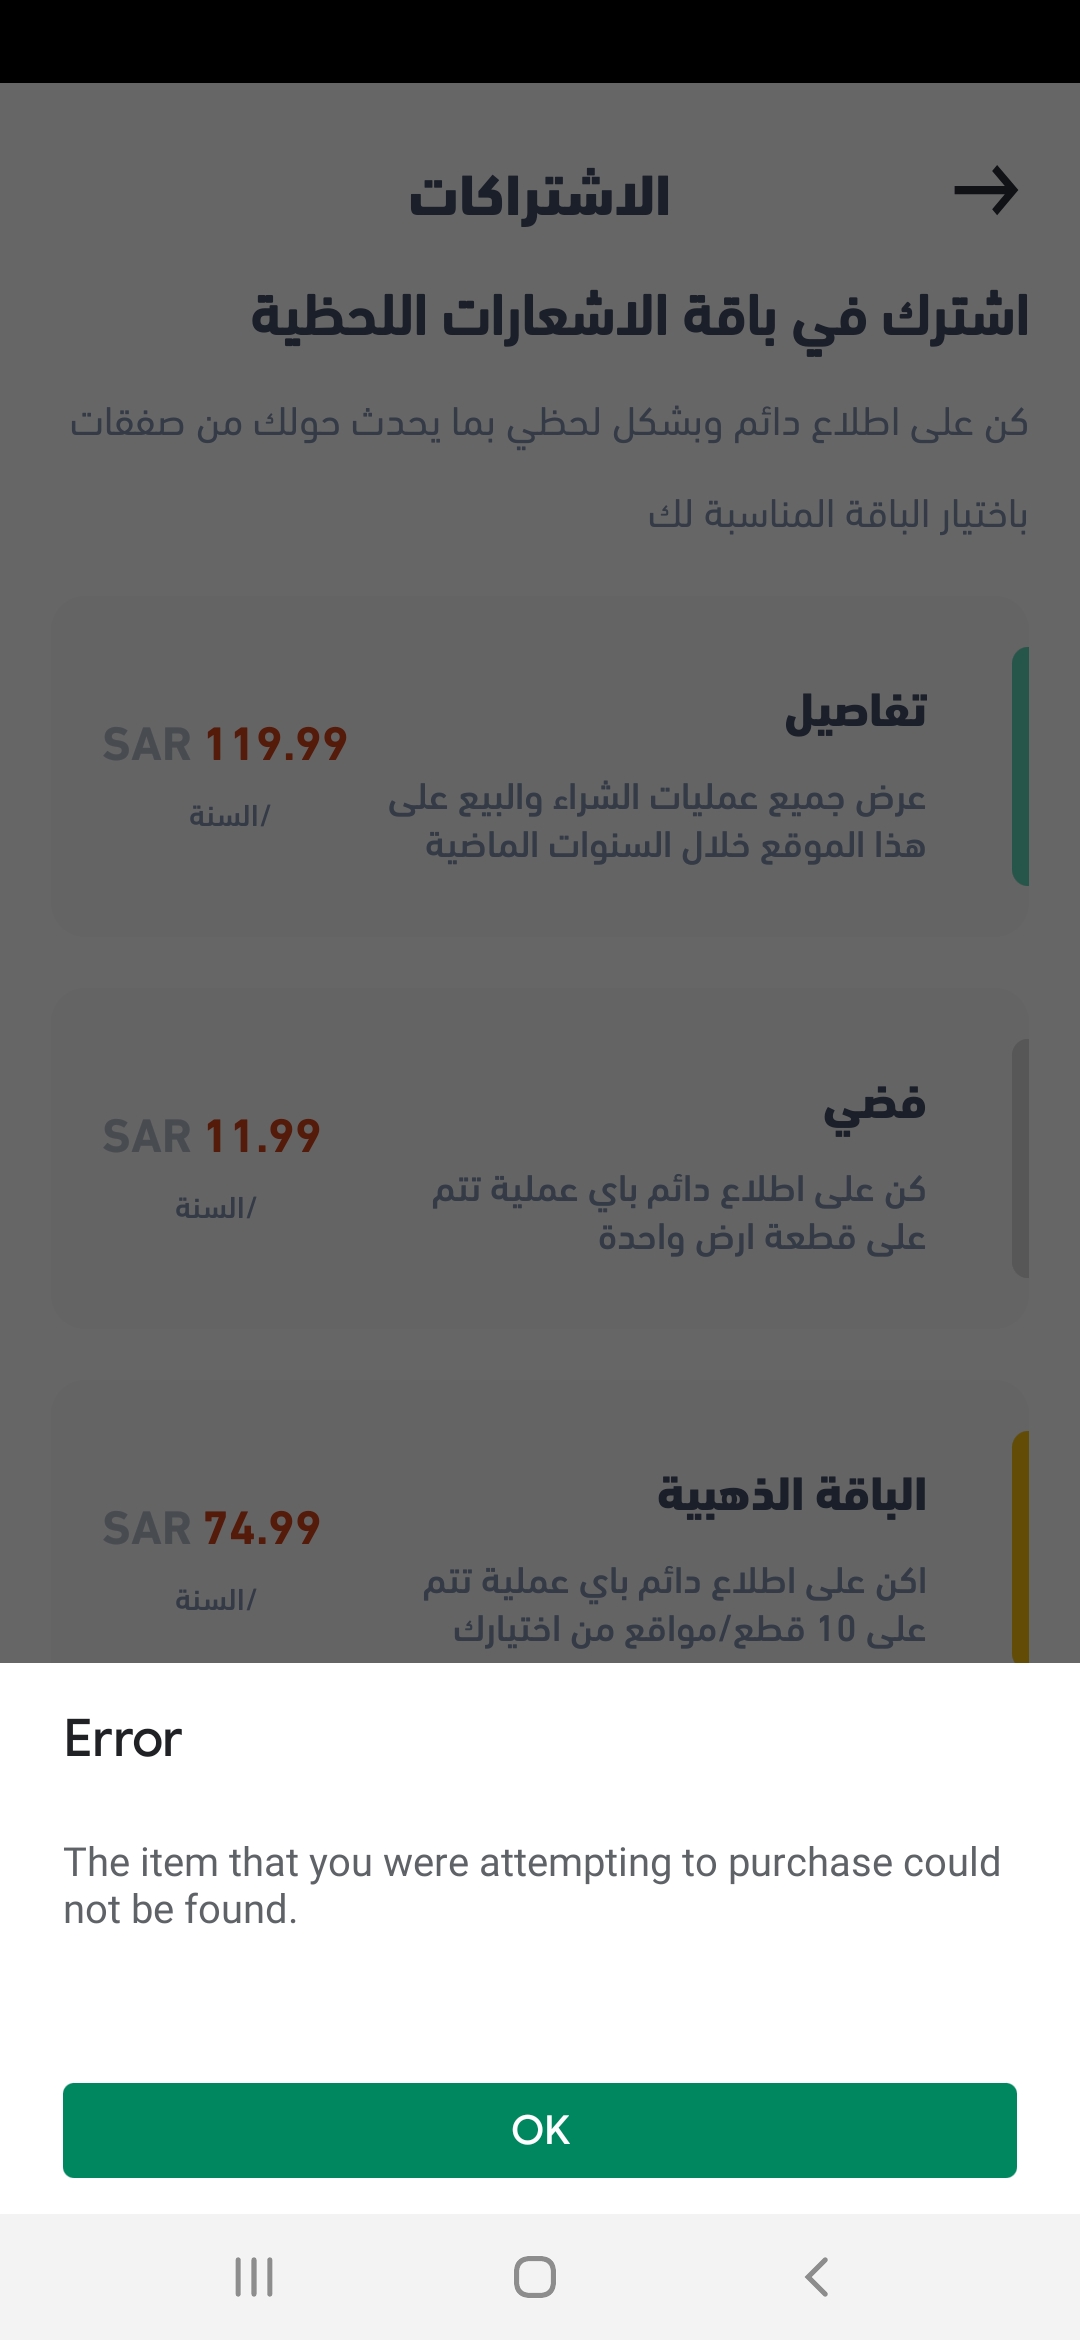 الاشتراكات
اشترك في باقة الاشعارات اللحظية
كن على اطلاع دائم وبشكل لحظي بما يحدث حولك من صفقات
باختيار الباقة المناسبة لك
تفاصيل
SAR 119.99
عرض جميع عمليات الشراء والبيع على
/السنة
هذا الموقع خلال السنوات الماضية
فضي
SAR 11.99
كن على اطلاع دائم باي عملية تتم
/السنة
على قطعة ارض واحدة
الباقة الذهبية
SAR 74.99
اكن على اطلاع دائم باي عملية تتم
/السنة
على 10 قطع/مواقع من اختيارك
Error
The item that you were attempting to purchase could
not be found.
OK